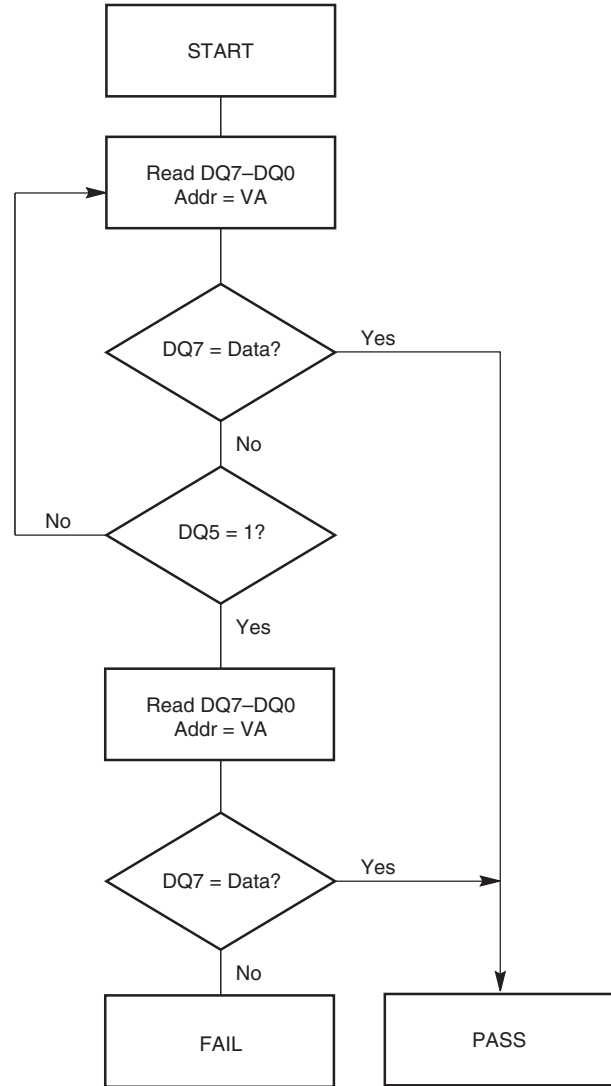 START
Read DQ7–DQ0
Addr = VA
DQ7 = Data?
Yes
No
No
DQ5 = 1?
Yes
Read DQ7–DQ0
Addr = VA
DQ7 = Data?
Yes
No
FAIL
PASS